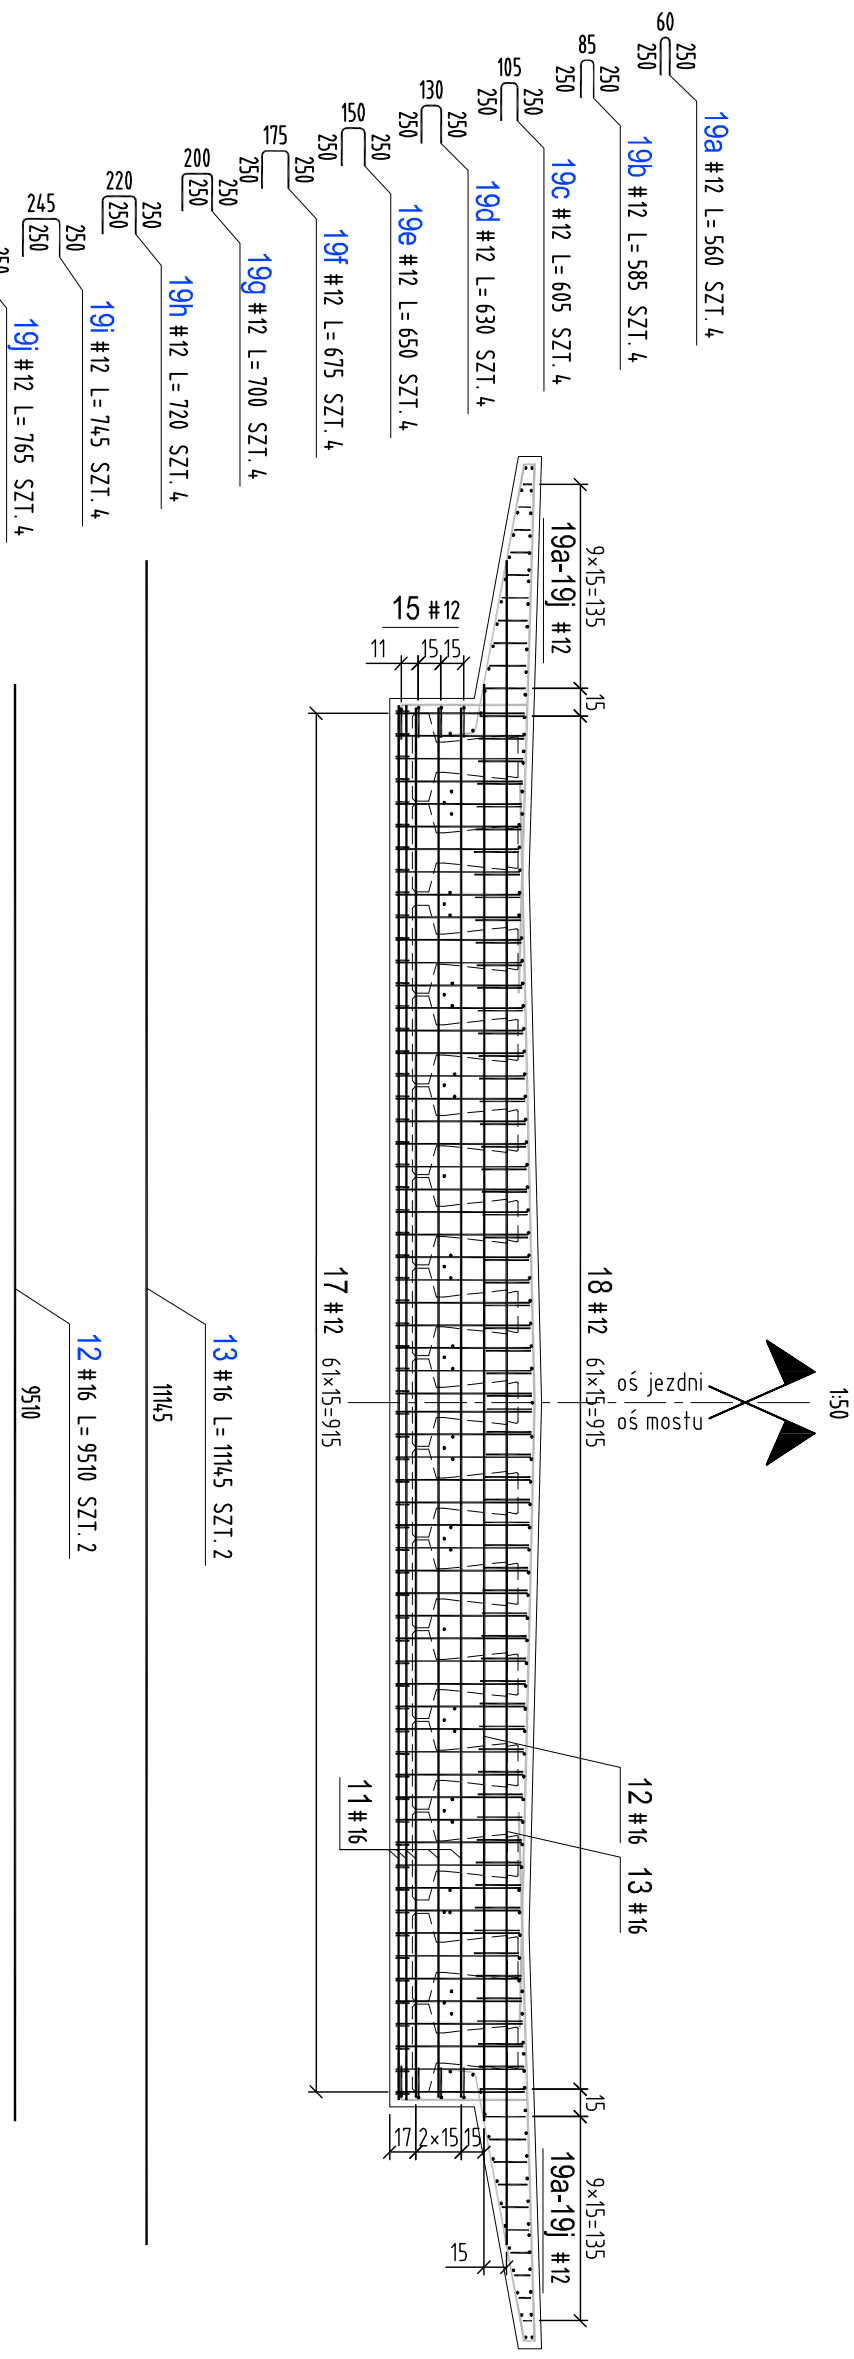 1:50
oś jezdni
oś mostu
60
250
250
19a #12 L=560 SZT. 4
85
250
250
19b #12 L= 585 SZT. 4
105
250
250
19c #12 L=605 SZT. 4
130
250
250
19d #12 L=630 SZT. 4
150
250
250
19e #12 L=650 SZT. 4
175
250
250
19f #12 L=675 SZT. 4
200
250
250
19g #12 L=700 SZT. 4
220
250
250
19h #12 L=720 SZT. 4
245
250
250
19i #12 L=745 SZT. 4
250
19j #12 L=765 SZT. 4
9×15=135
19a-19j #12
15
18 #12 61×15=915
15
9×15=135
19a-19j #12
15 #12
11
15
15
12 #16
13 #16
11 #16
17
2×15
15
15
17 #12 61×15=915
13 #16 L=11145 SZT. 2
11145
12 #16 L=9510 SZT. 2
9510